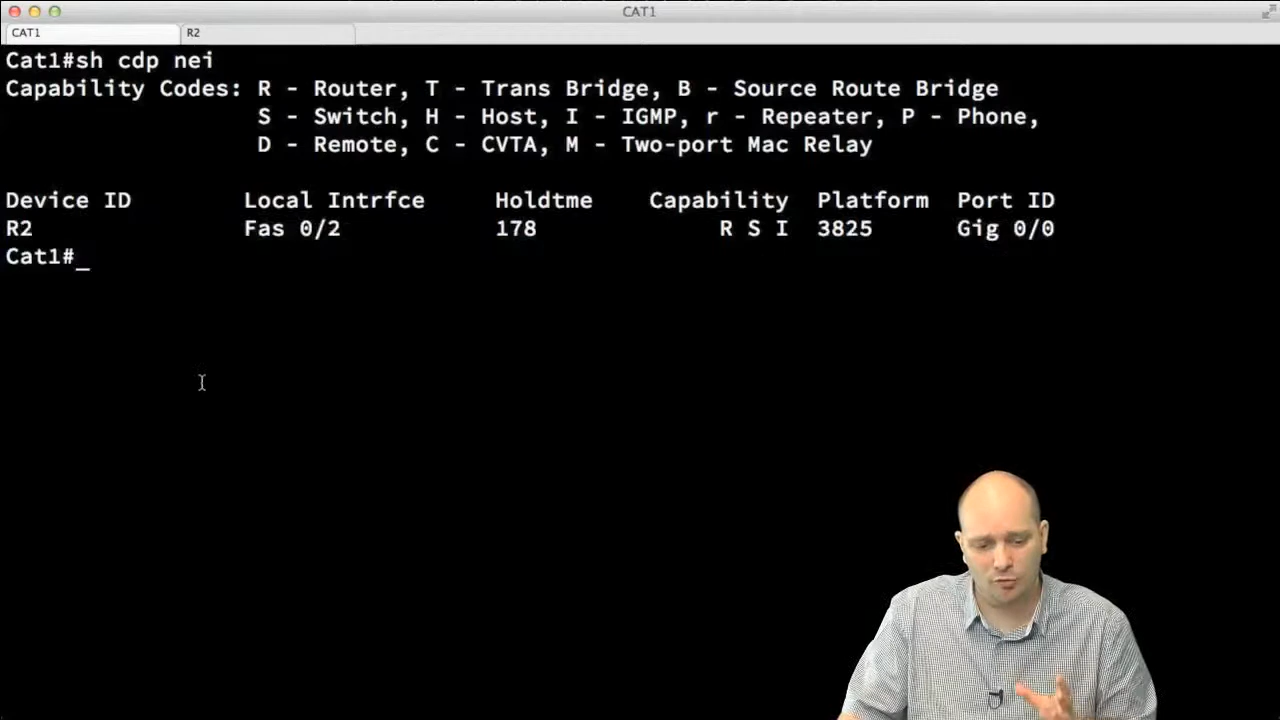 CAT1
CAT1 R2
Cat1#sh cdp nei
Capability Codes: R - Router, T - Trans Bridge, B - Source Route Bridge
S - Switch, H - Host, I - IGMP, r - Repeater, P - Phone,
D - Remote, C - CVTA, M - Two-port Mac Relay
Device ID Local Intrfce Holdtme Capability Platform Port ID
R2 Fas 0/2 178 R S I 3825 Gig 0/0
Cat1#_